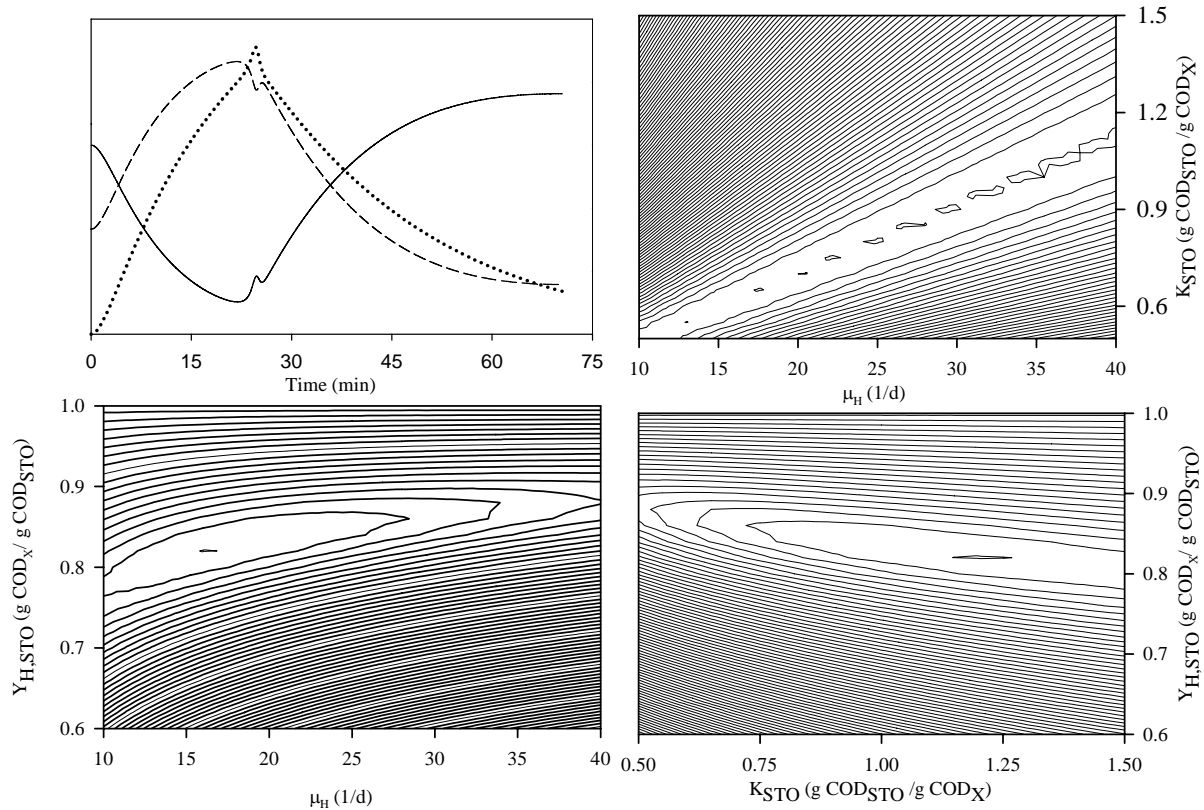 0 15 30 45 60 75
Time (min)
1.5
1.2
0.9
0.6
K_STO (g COD_STO /g COD_X)
10 15 20 25 30 35 40
μ_H (1/d)
1.0
0.9
0.8
0.7
0.6
Y_H,STO (g COD_X/ g COD_STO)
10 20 30 40
μ_H (1/d)
1.0
0.9
0.8
0.7
0.6
Y_H,STO (g COD_X/ g COD_STO)
0.50 0.75 1.00 1.25 1.50
K_STO (g COD_STO /g COD_X)